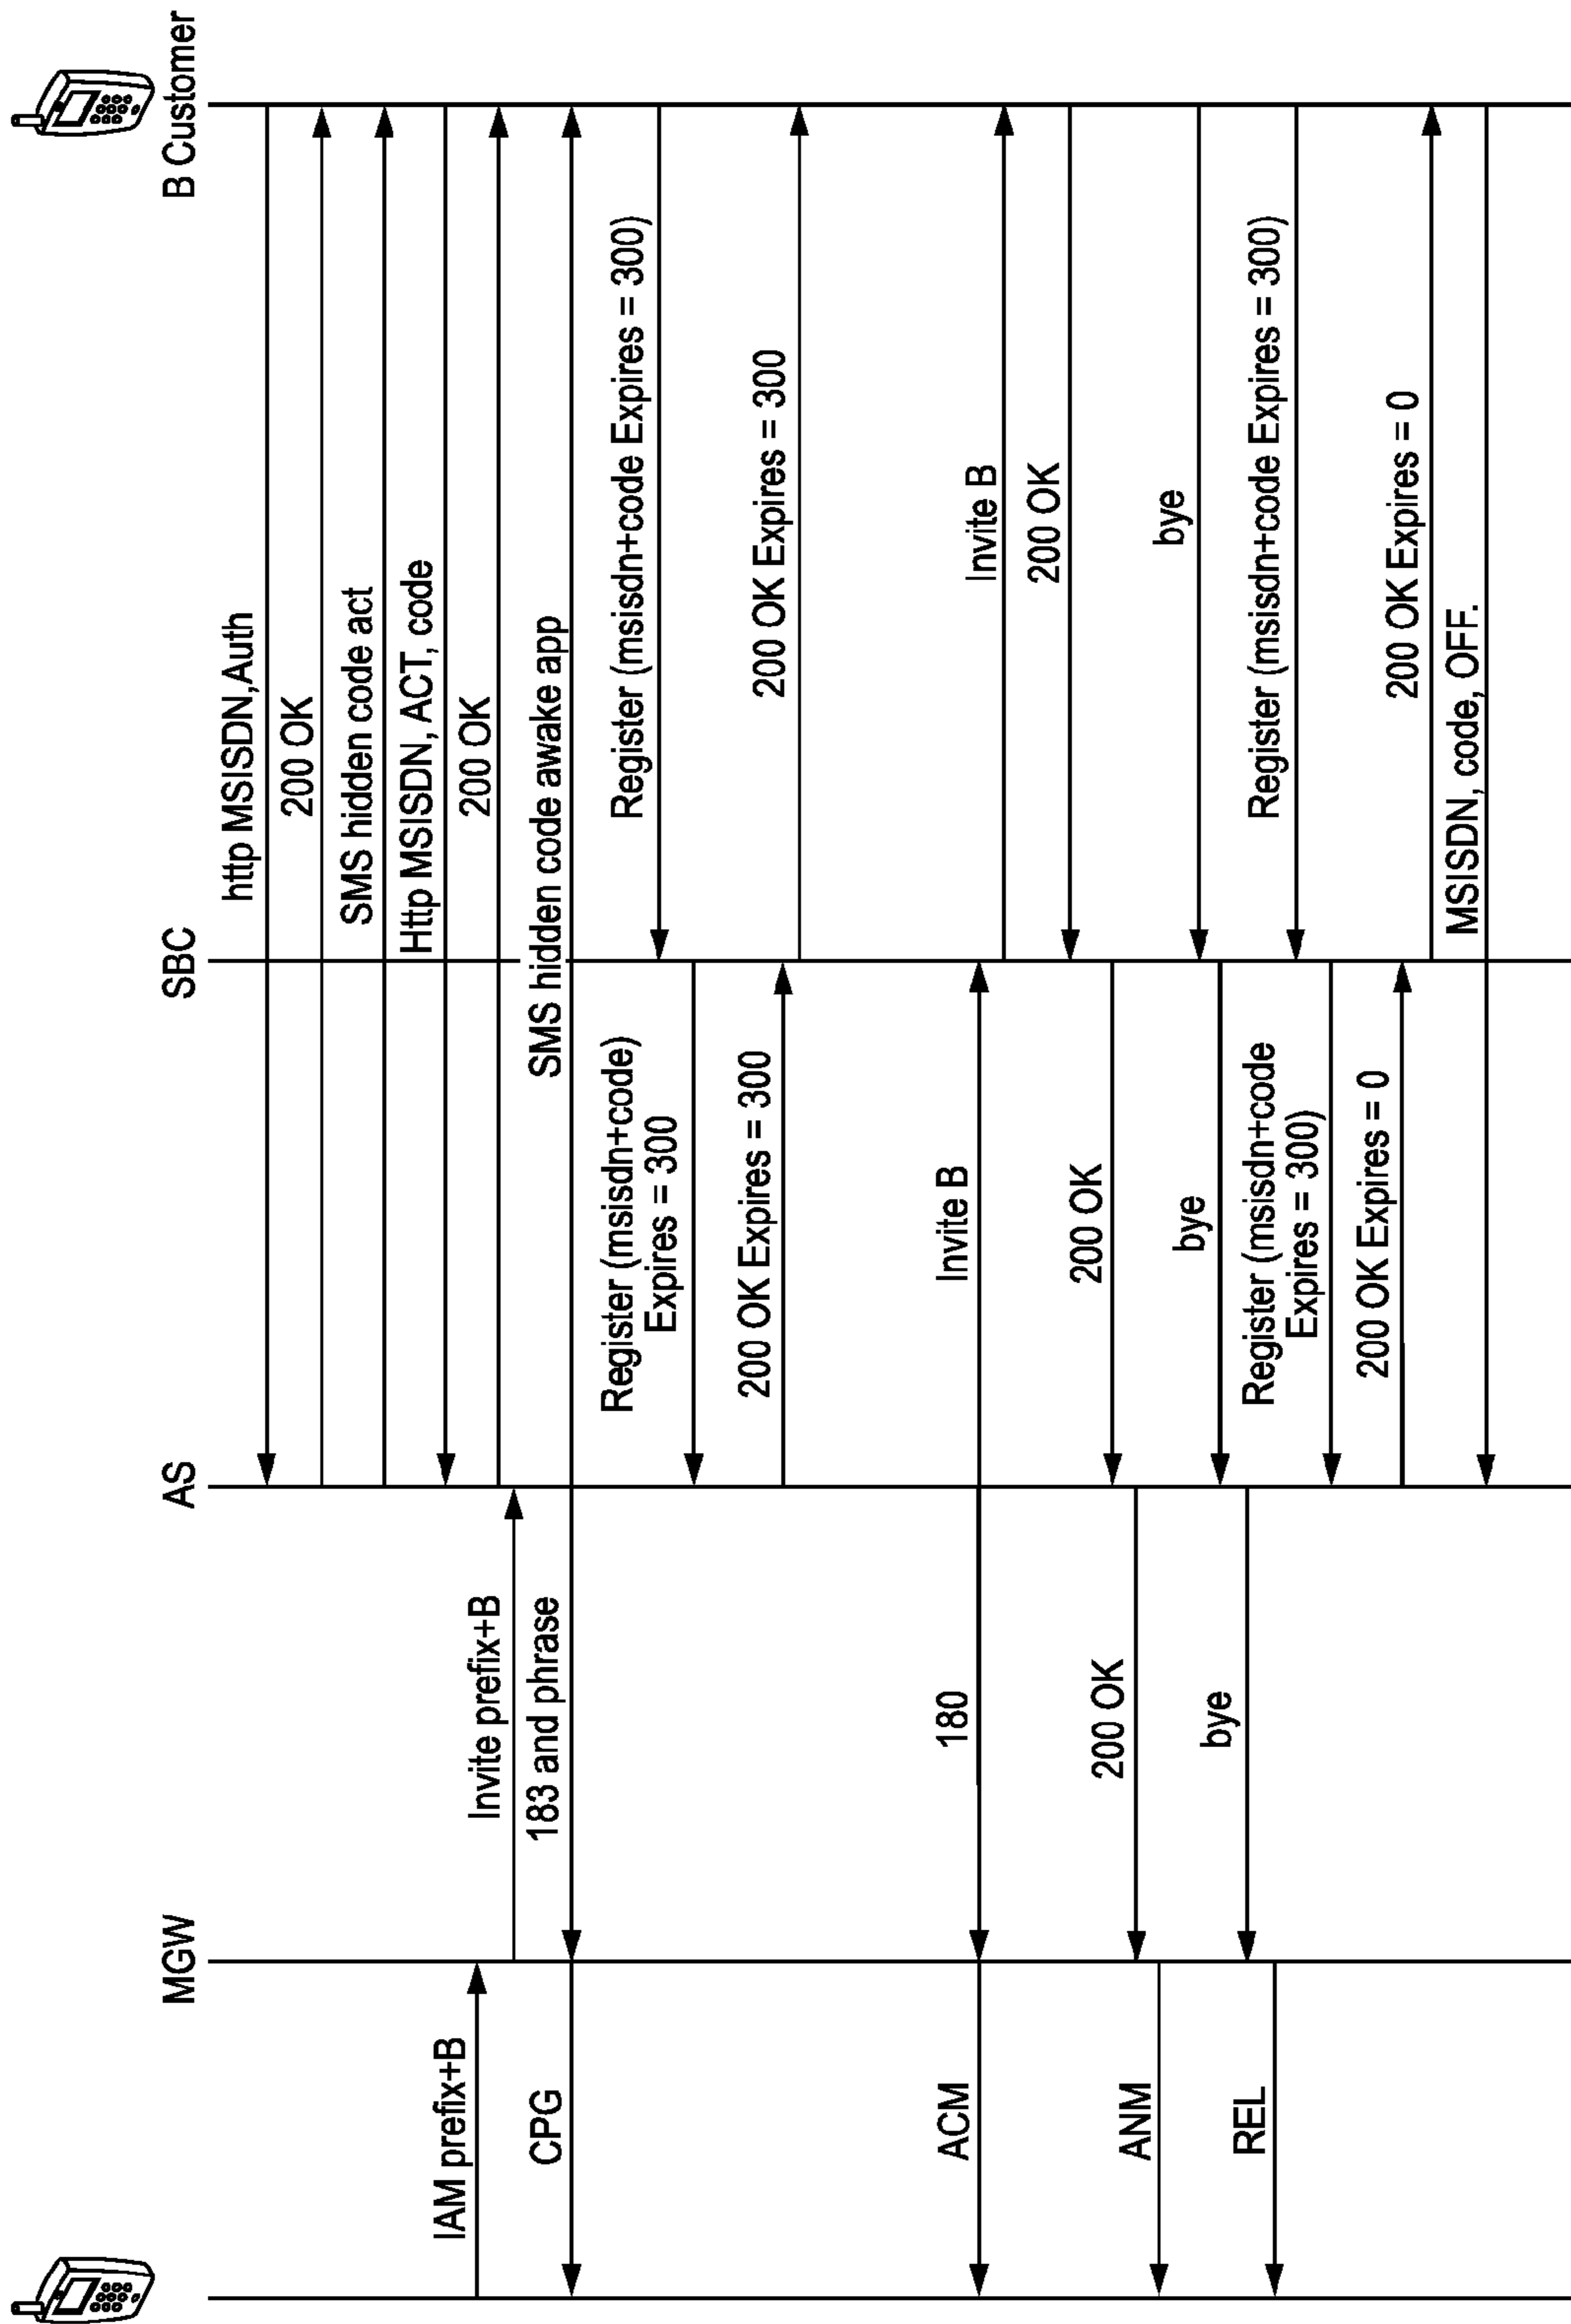 MGW
AS
SBC
B Customer
http MSISDN,Auth
200 OK
SMS hidden code act
Http MSISDN, ACT, code
200 OK
IAM prefix+B
Invite prefix+B
CPG
183 and phrase
SMS hidden code awake app
Register (msisdn+code Expires = 300)
Register (msisdn+code)
Expires = 300
200 OK Expires = 300
200 OK Expires = 300
ACM
180
Invite B
Invite B
200 OK
200 OK
200 OK
ANM
bye
bye
bye
REL
Register (msisdn+code Expires = 300)
Register (msisdn+code
Expires = 300)
200 OK Expires = 0
200 OK Expires = 0
MSISDN, code, OFF.